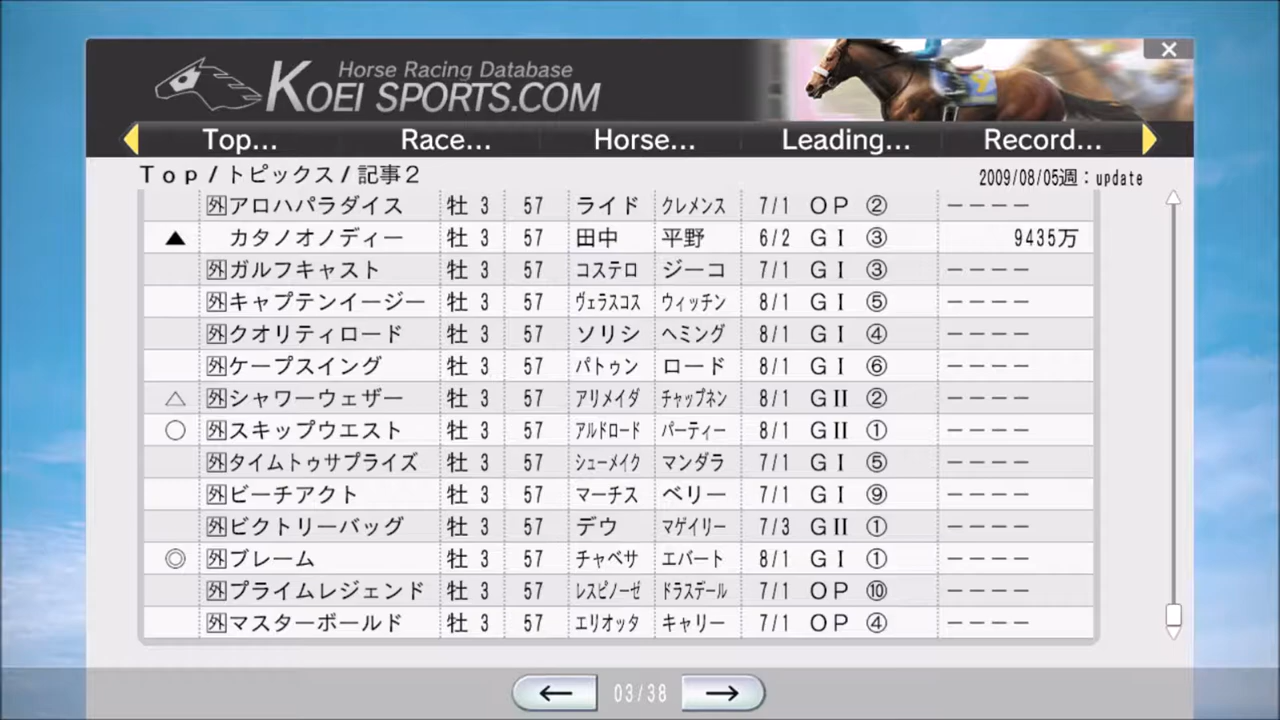 Horse Racing Database
KOEI SPORTS.COM
Top... Race... Horse... Leading... Record...
Top/トピックス/記事2
2009/08/05週：update
外アロハパラダイス 牡 3 57 ライド クレメンス 7/1 OP ② ----
▲ カタノオノディー 牡 3 57 田中 平野 6/2 GI ③ 9435万
外ガルフキャスト 牡 3 57 コステロ ジーコ 7/1 GI ③ ----
外キャプテンイージー 牡 3 57 ヴェラスコス ウィッチン 8/1 GI ⑤ ----
外クオリティロード 牡 3 57 ソリシ ヘミング 8/1 GI ④ ----
外ケープスイング 牡 3 57 パトゥン ロード 8/1 GI ⑥ ----
△ 外シャワーウェザー 牡 3 57 アリメイダ チャップネン 8/1 GII ② ----
○ 外スキップウエスト 牡 3 57 アルドロード パーティー 8/1 GII ① ----
外タイムトゥサプライズ 牡 3 57 シューメイク マンダラ 7/1 GI ⑤ ----
外ビーチアクト 牡 3 57 マーチス ベリー 7/1 GI ⑨ ----
外ビクトリーバッグ 牡 3 57 デウ マゲイリー 7/3 GII ① ----
◎ 外ブレーム 牡 3 57 チャベサ エバート 8/1 GI ① ----
外プライムレジェンド 牡 3 57 レスピノーゼ ドラスデール 7/1 OP ⑩ ----
外マスターボールド 牡 3 57 エリオッタ キャリー 7/1 OP ④ ----
← 03/38 →